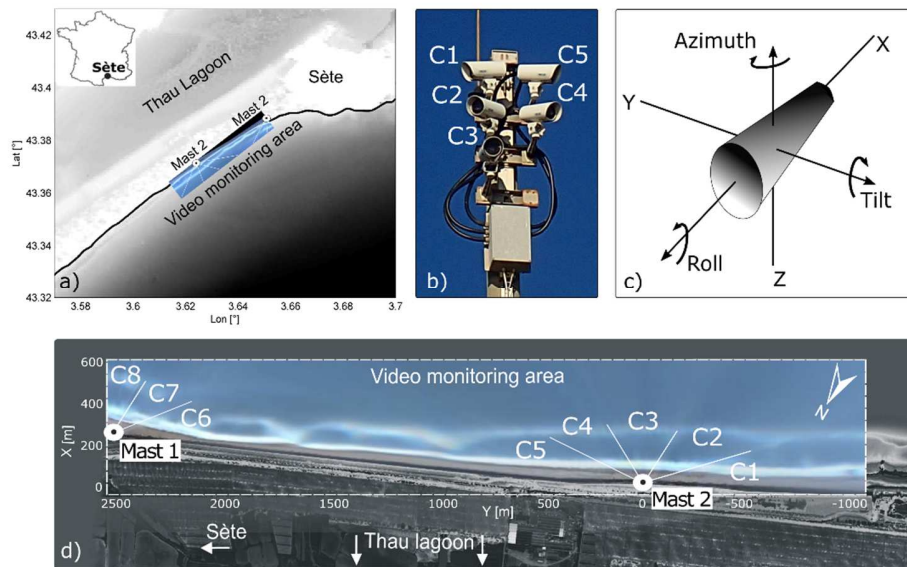 43.42
43.4
43.38
43.36
43.34
43.32
Lat [°]
3.58
3.6
3.62
3.64
3.66
3.68
3.7
Lon [°]
Sète
Thau Lagoon
Sète
Mast 2
Mast 2
Video monitoring area
a)
C1
C5
C2
C4
C3
b)
Azimuth
X
Y
Tilt
Roll
Z
c)
Video monitoring area
600
400
200
0
X [m]
C8
C7
C6
Mast 1
C5
C4
C3
C2
C1
Mast 2
N
2500
2000
1500
1000
500
0
-500
-1000
Y [m]
Sète
Thau lagoon
d)